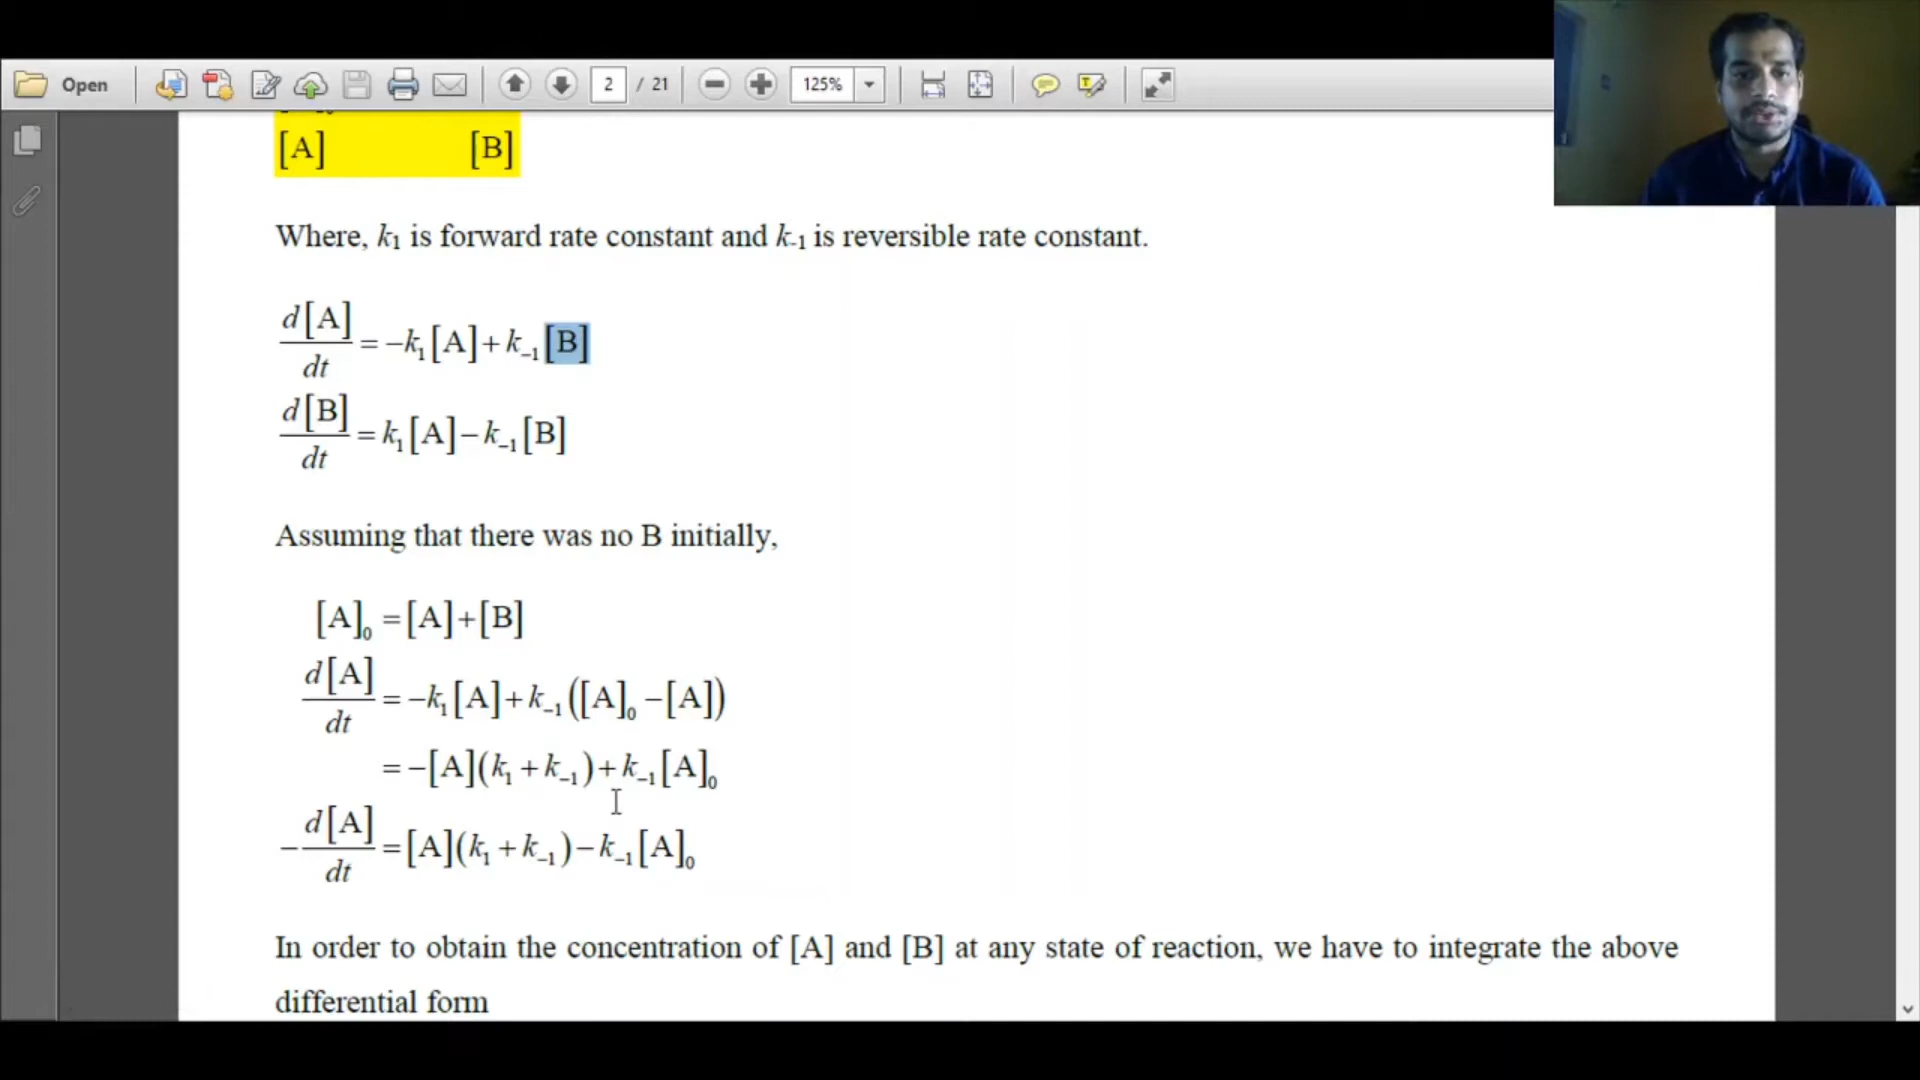 Open 2 / 21 125%
[A] [B]
Where, k₁ is forward rate constant and k₋₁ is reversible rate constant.
d[A]/dt = −k₁[A] + k₋₁[B]
d[B]/dt = k₁[A] − k₋₁[B]
Assuming that there was no B initially,
[A]₀ = [A] + [B]
d[A]/dt = −k₁[A] + k₋₁([A]₀ − [A])
= −[A](k₁ + k₋₁) + k₋₁[A]₀
−d[A]/dt = [A](k₁ + k₋₁) − k₋₁[A]₀
In order to obtain the concentration of [A] and [B] at any state of reaction, we have to integrate the above
differential form